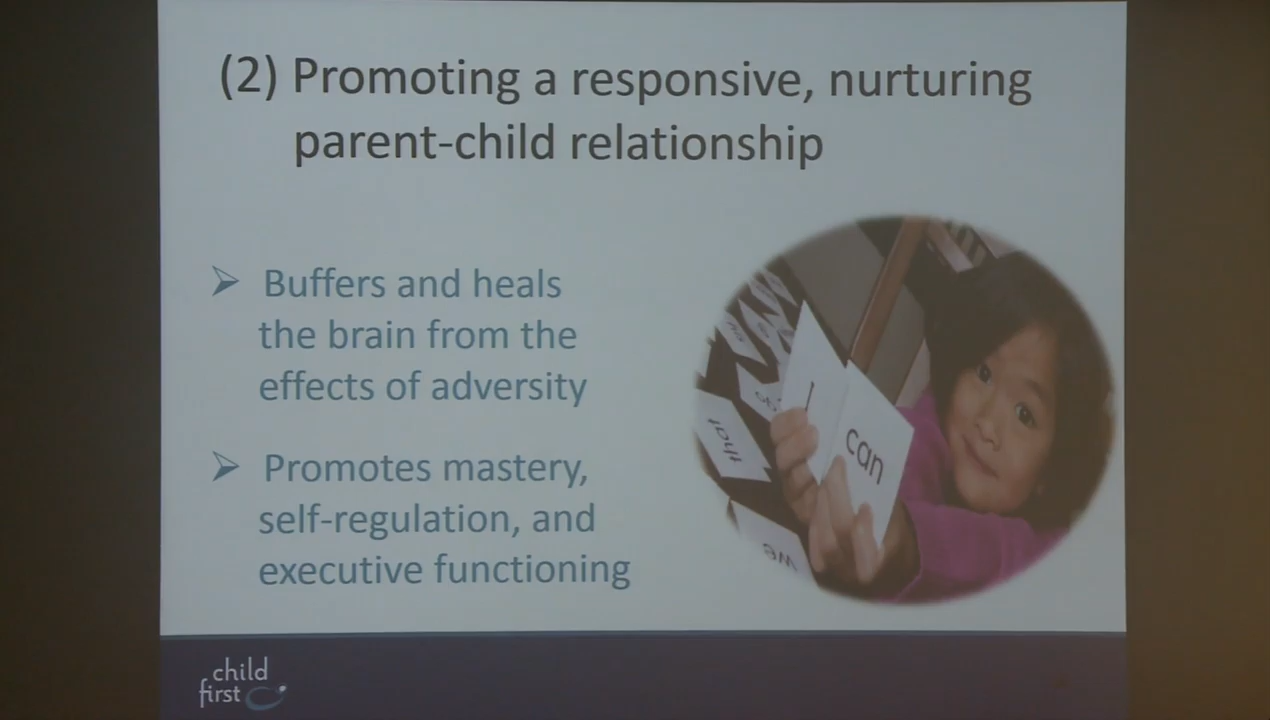 (2) Promoting a responsive, nurturing
parent-child relationship
➢ Buffers and heals
the brain from the
effects of adversity
➢ Promotes mastery,
self-regulation, and
executive functioning
I
can
that
we
child
first